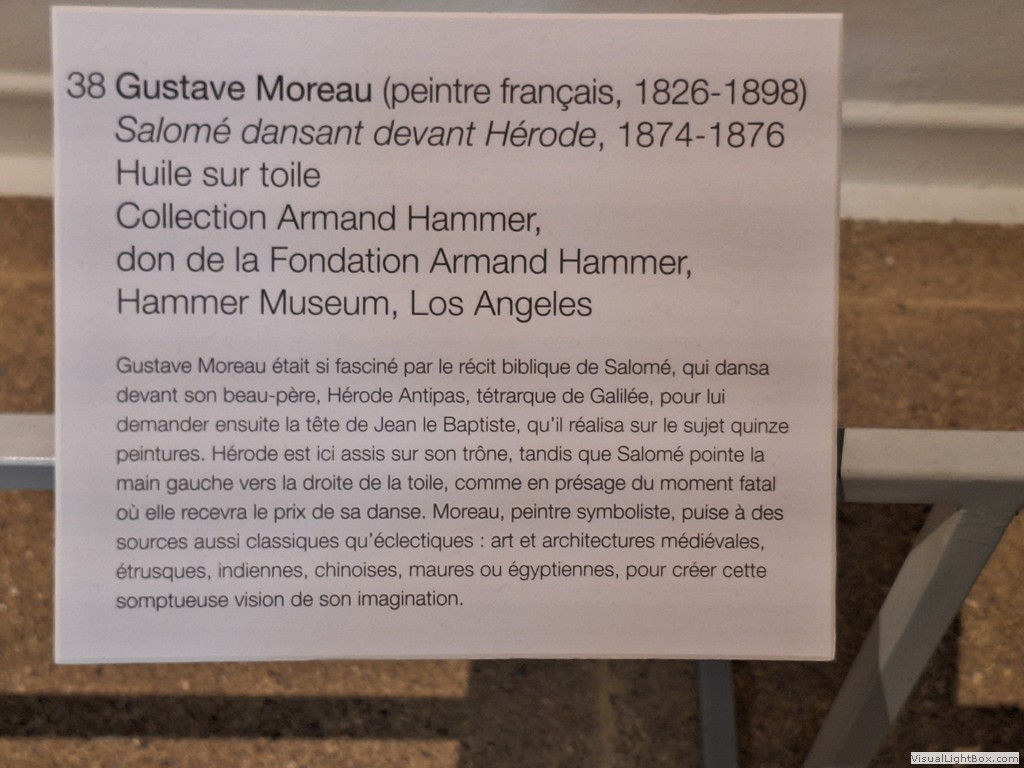 38 Gustave Moreau (peintre français, 1826-1898)
Salomé dansant devant Hérode, 1874-1876
Huile sur toile
Collection Armand Hammer,
don de la Fondation Armand Hammer,
Hammer Museum, Los Angeles
Gustave Moreau était si fasciné par le récit biblique de Salomé, qui dansa
devant son beau-père, Hérode Antipas, tétrarque de Galilée, pour lui
demander ensuite la tête de Jean le Baptiste, qu'il réalisa sur le sujet quinze
peintures. Hérode est ici assis sur son trône, tandis que Salomé pointe la
main gauche vers la droite de la toile, comme en présage du moment fatal
où elle recevra le prix de sa danse. Moreau, peintre symboliste, puise à des
sources aussi classiques qu'éclectiques : art et architectures médiévales,
étrusques, indiennes, chinoises, maures ou égyptiennes, pour créer cette
somptueuse vision de son imagination.
VisualLightBox.com